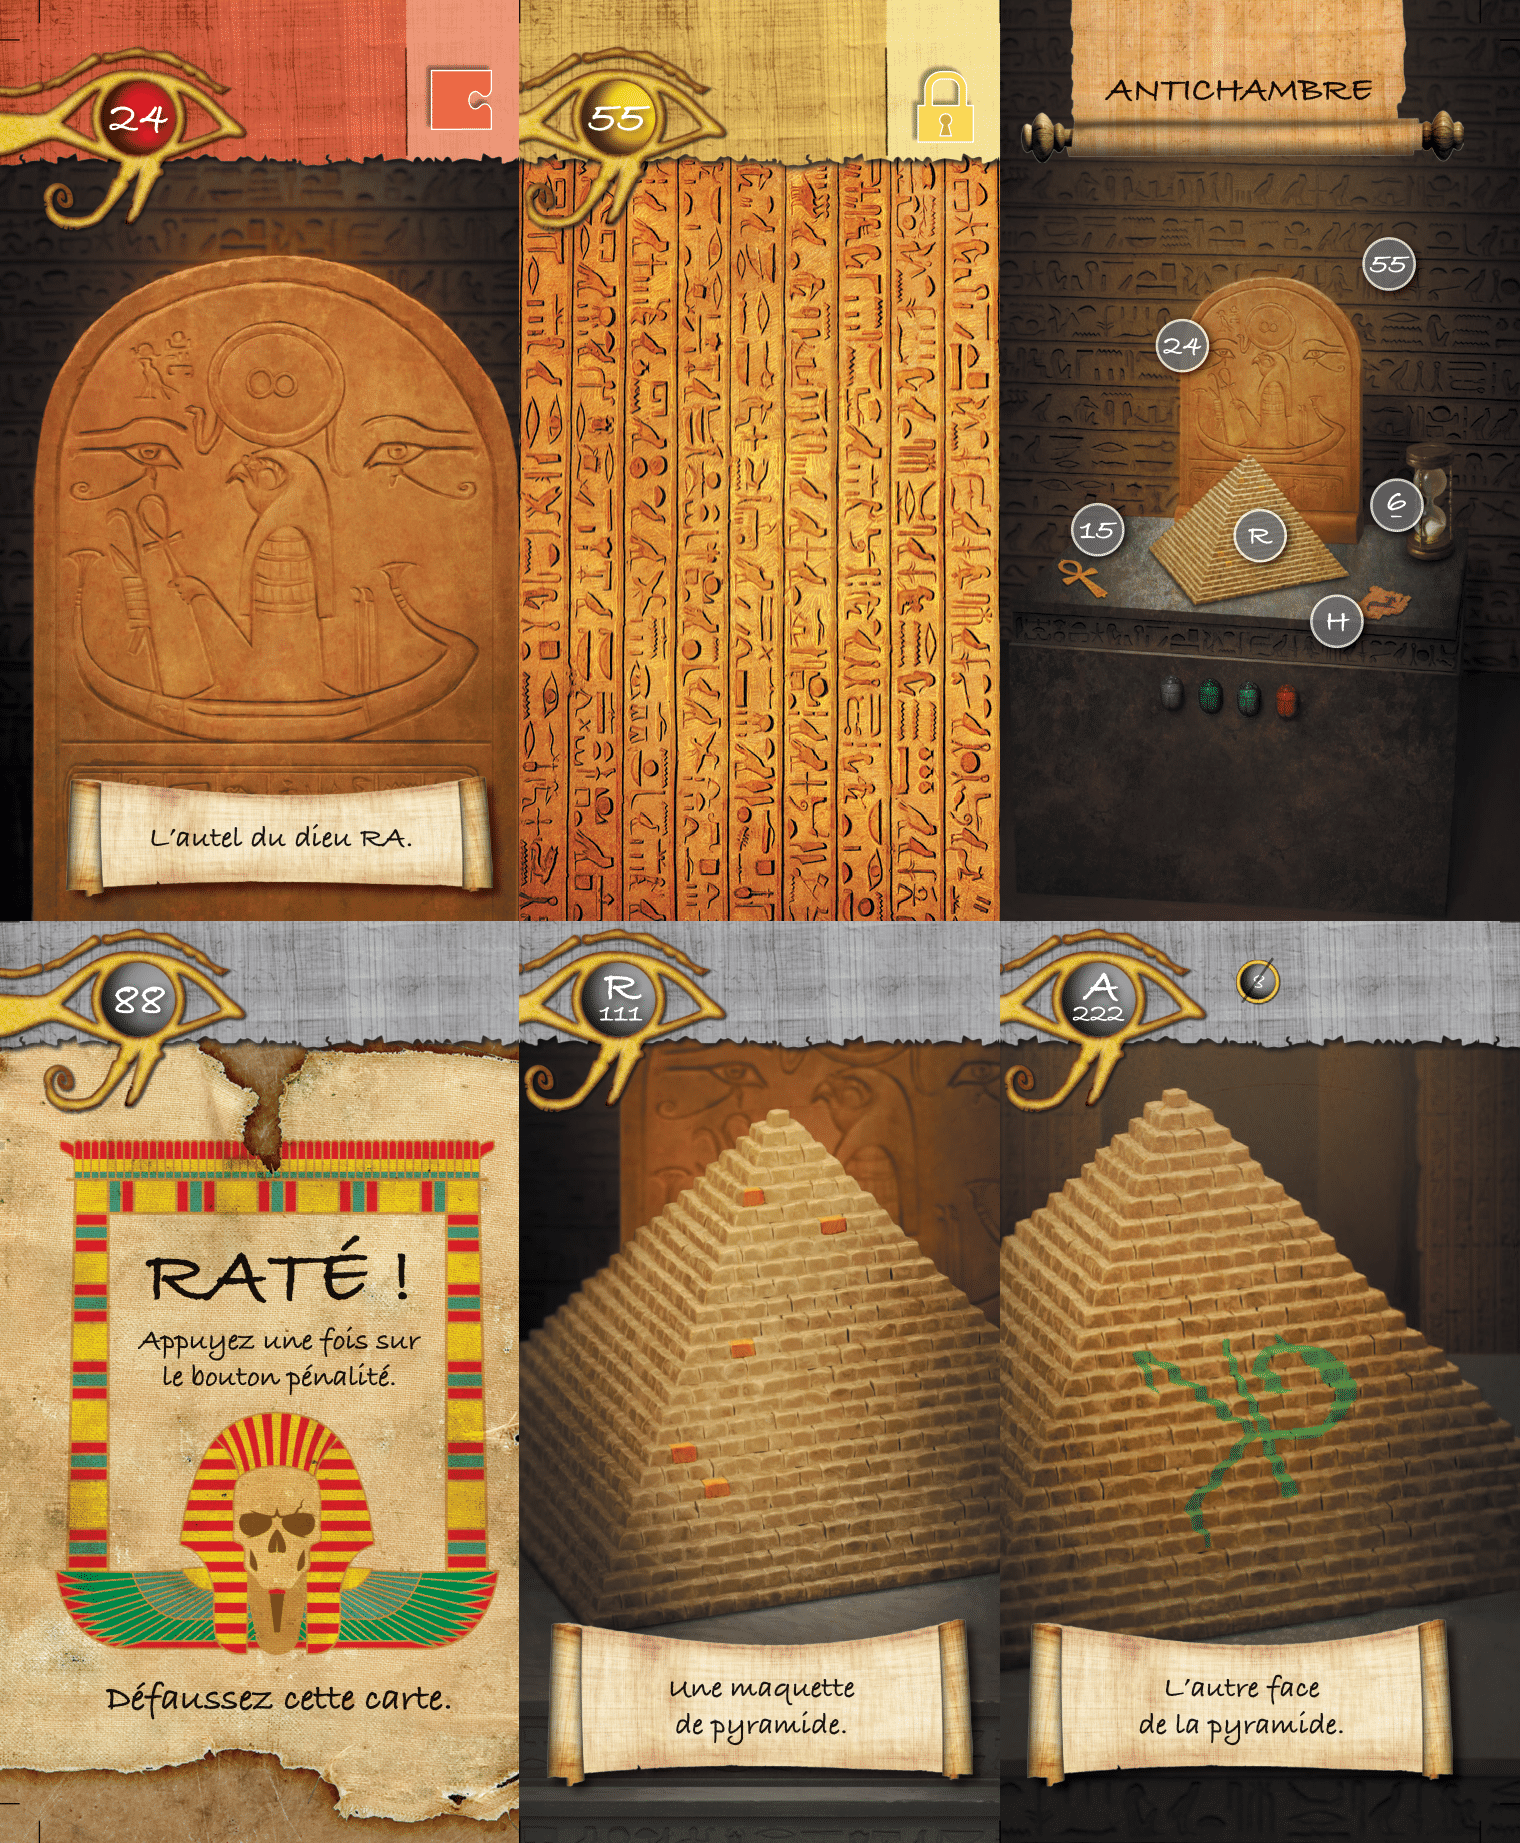 24
L'autel du dieu RA.
55
ANTICHAMBRE
55
24
6
15
R
H
88
RATÉ !
Appuyez une fois sur
le bouton pénalité.
Défaussez cette carte.
R
111
Une maquette
de pyramide.
A
222
8
L'autre face
de la pyramide.